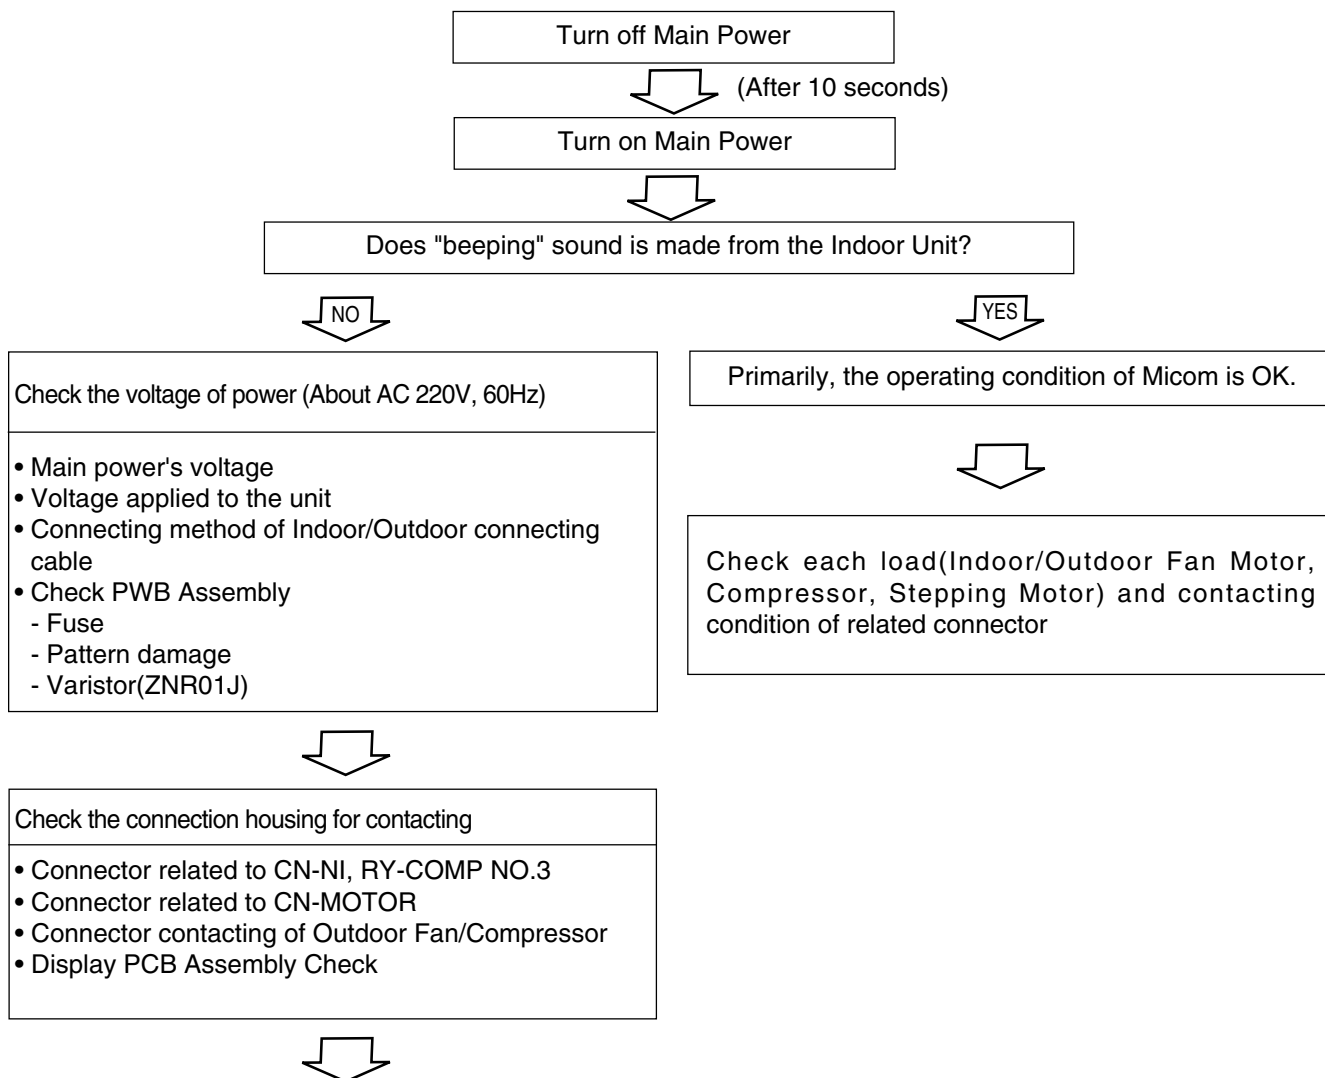 Turn off Main Power
(After 10 seconds)
Turn on Main Power
Does "beeping" sound is made from the Indoor Unit?
NO
YES
Check the voltage of power (About AC 220V, 60Hz)
• Main power's voltage
• Voltage applied to the unit
• Connecting method of Indoor/Outdoor connecting
cable
• Check PWB Assembly
- Fuse
- Pattern damage
- Varistor(ZNR01J)
Primarily, the operating condition of Micom is OK.
Check each load(Indoor/Outdoor Fan Motor,
Compressor, Stepping Motor) and contacting
condition of related connector
Check the connection housing for contacting
• Connector related to CN-NI, RY-COMP NO.3
• Connector related to CN-MOTOR
• Connector contacting of Outdoor Fan/Compressor
• Display PCB Assembly Check